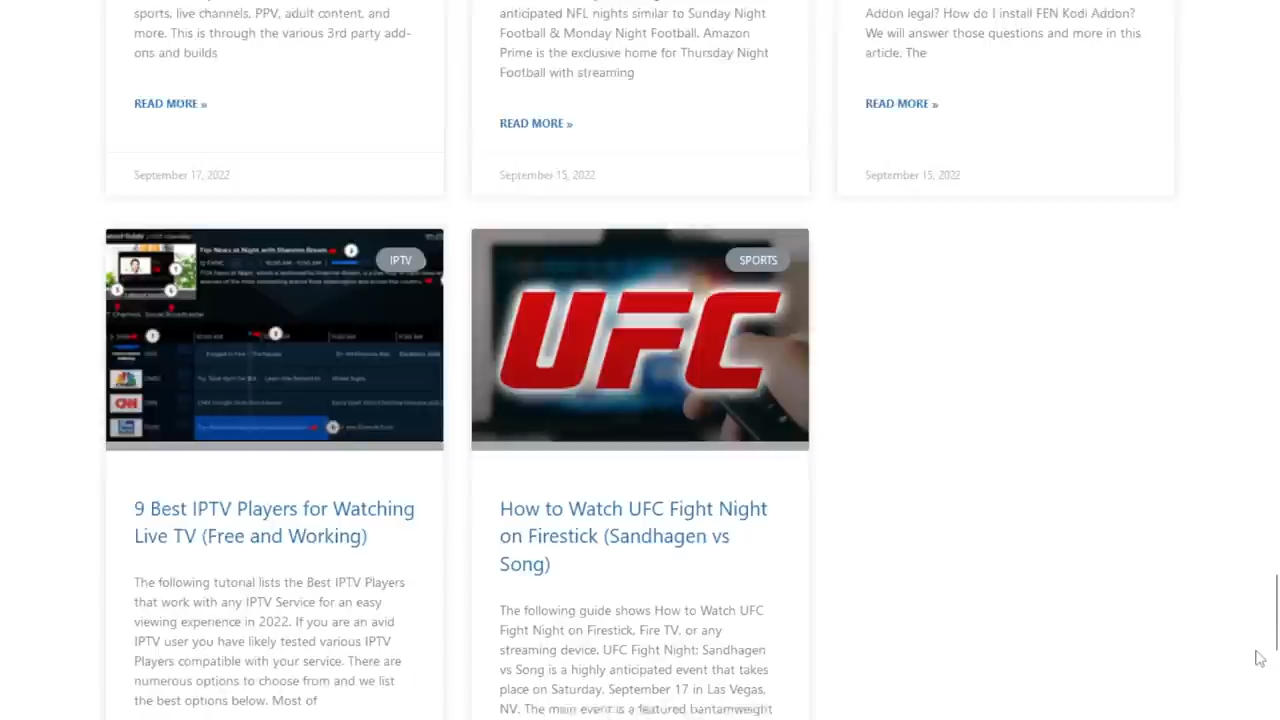 sports, live channels, PPV, adult content, and
more. This is through the various 3rd party add-
ons and builds
READ MORE »
September 17, 2022
anticipated NFL nights similar to Sunday Night
Football & Monday Night Football. Amazon
Prime is the exclusive home for Thursday Night
Football with streaming
READ MORE »
September 15, 2022
Addon legal? How do I install FEN Kodi Addon?
We will answer those questions and more in this
article. The
READ MORE »
September 15, 2022
IPTV
Top News at Night with Shannon Bream
CNN
9 Best IPTV Players for Watching
Live TV (Free and Working)
The following tutorial lists the Best IPTV Players
that work with any IPTV Service for an easy
viewing experience in 2022. If you are an avid
IPTV user you have likely tested various IPTV
Players compatible with your service. There are
numerous options to choose from and we list
the best options below. Most of
SPORTS
UFC
How to Watch UFC Fight Night
on Firestick (Sandhagen vs
Song)
The following guide shows How to Watch UFC
Fight Night on Firestick, Fire TV, or any
streaming device. UFC Fight Night: Sandhagen
vs Song is a highly anticipated event that takes
place on Saturday, September 17 in Las Vegas,
NV. The main event is a featured bantamweight